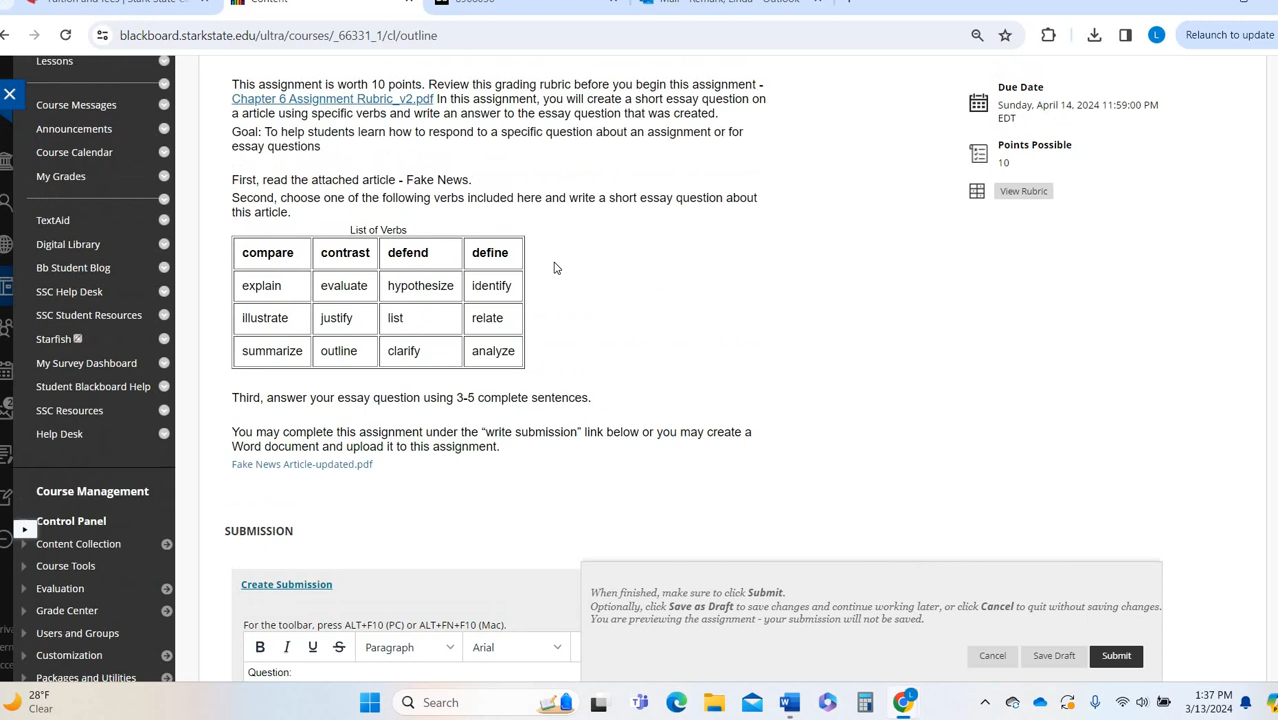 Content
blackboard.starkstate.edu/ultra/courses/_66331_1/cl/outline
Relaunch to update
L
Lessons
Course Messages
Announcements
Course Calendar
My Grades
TextAid
Digital Library
Bb Student Blog
SSC Help Desk
SSC Student Resources
Starfish
My Survey Dashboard
Student Blackboard Help
SSC Resources
Help Desk
Course Management
Control Panel
Content Collection
Course Tools
Evaluation
Grade Center
Users and Groups
Customization
Packages and Utilities
This assignment is worth 10 points. Review this grading rubric before you begin this assignment -
Chapter 6 Assignment Rubric_v2.pdf In this assignment, you will create a short essay question on
a article using specific verbs and write an answer to the essay question that was created.
Goal: To help students learn how to respond to a specific question about an assignment or for
essay questions
First, read the attached article - Fake News.
Second, choose one of the following verbs included here and write a short essay question about
this article.
List of Verbs
compare contrast defend define
explain evaluate hypothesize identify
illustrate justify list relate
summarize outline clarify analyze
Third, answer your essay question using 3-5 complete sentences.
You may complete this assignment under the “write submission” link below or you may create a
Word document and upload it to this assignment.
Fake News Article-updated.pdf
Due Date
Sunday, April 14, 2024 11:59:00 PM
EDT
Points Possible
10
View Rubric
SUBMISSION
Create Submission
For the toolbar, press ALT+F10 (PC) or ALT+FN+F10 (Mac).
B I U S Paragraph Arial
Question:
When finished, make sure to click Submit.
Optionally, click Save as Draft to save changes and continue working later, or click Cancel to quit without saving changes.
You are previewing the assignment - your submission will not be saved.
Cancel Save Draft Submit
28°F
Clear
Search
L
1:37 PM
3/13/2024